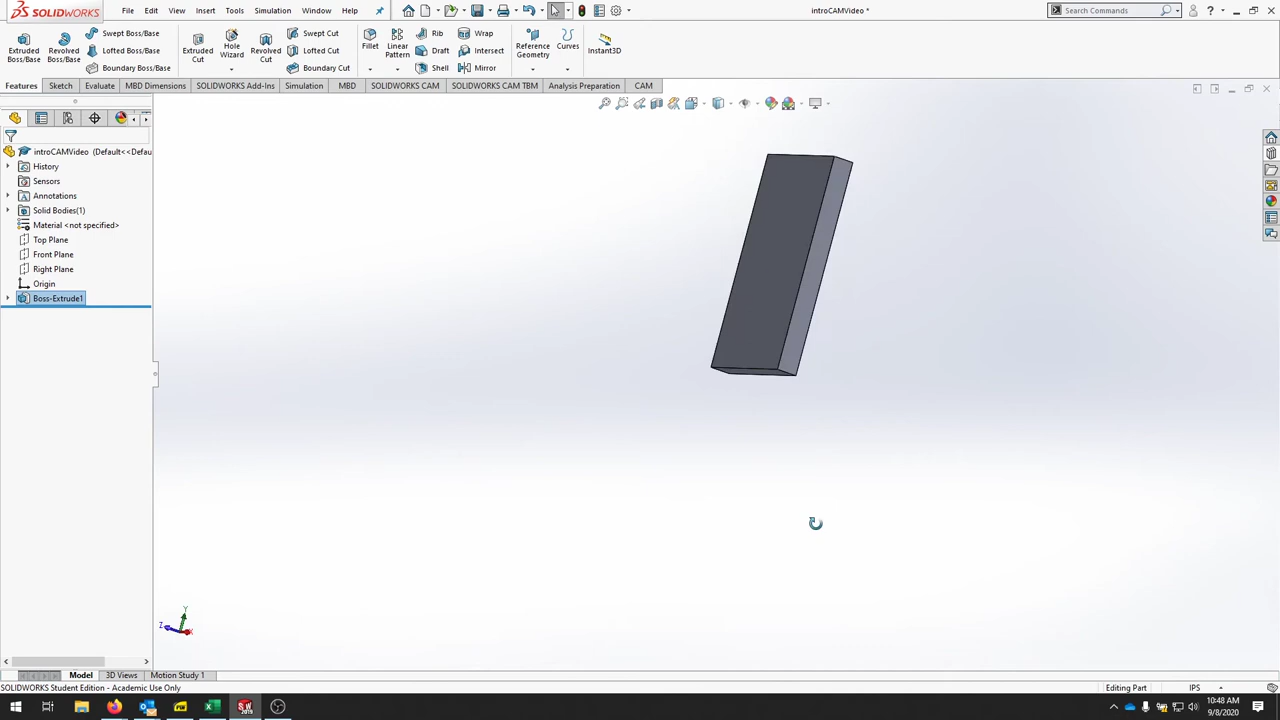 SOLIDWORKS
File Edit View Insert Tools Simulation Window Help
introCAMVideo *
Search Commands
Extruded Boss/Base
Revolved Boss/Base
Swept Boss/Base
Lofted Boss/Base
Boundary Boss/Base
Extruded Cut
Hole Wizard
Revolved Cut
Swept Cut
Lofted Cut
Boundary Cut
Fillet
Linear Pattern
Rib
Draft
Shell
Wrap
Intersect
Mirror
Reference Geometry
Curves
Instant3D
Features Sketch Evaluate MBD Dimensions SOLIDWORKS Add-Ins Simulation MBD SOLIDWORKS CAM SOLIDWORKS CAM TBM Analysis Preparation CAM
introCAMVideo (Default<<Defau
History
Sensors
Annotations
Solid Bodies(1)
Material <not specified>
Top Plane
Front Plane
Right Plane
Origin
Boss-Extrude1
Y
Z
X
Model 3D Views Motion Study 1
SOLIDWORKS Student Edition - Academic Use Only
Editing Part
IPS
10:48 AM
9/8/2020